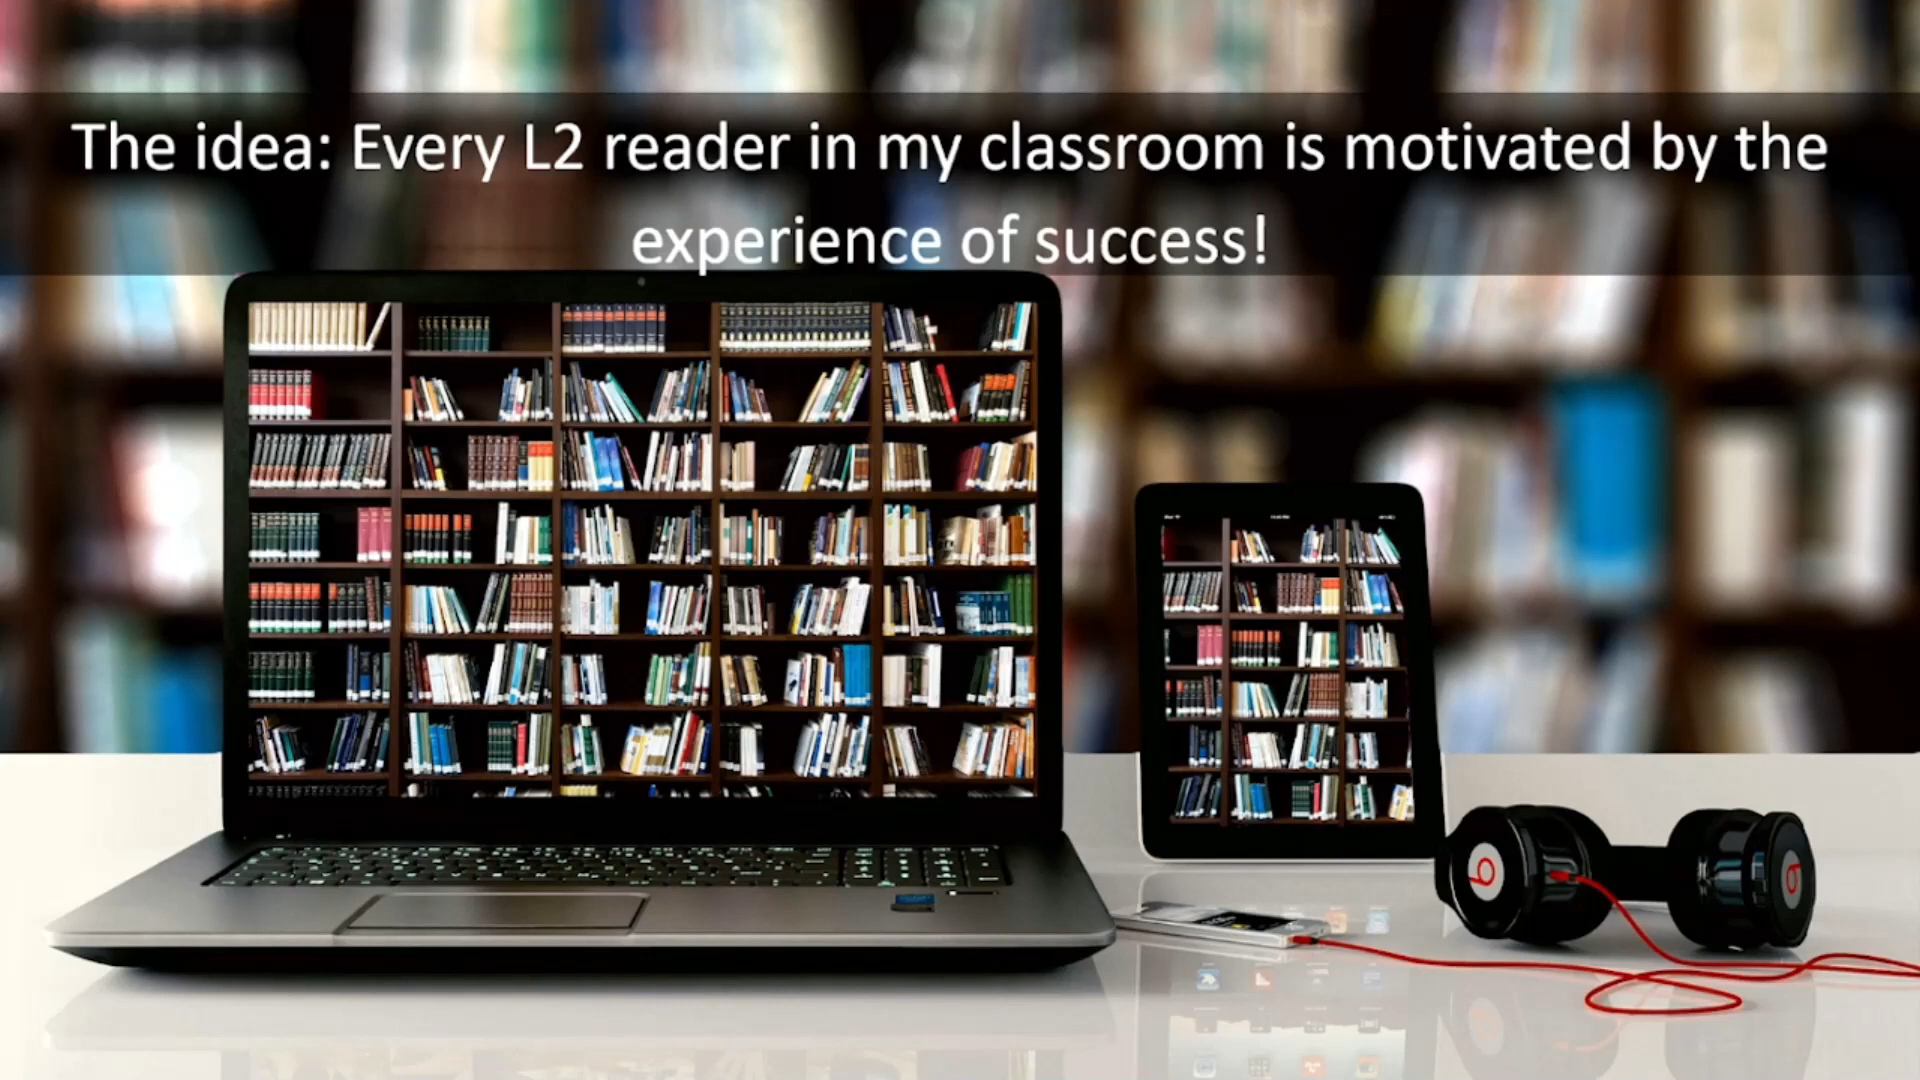 The idea: Every L2 reader in my classroom is motivated by the
experience of success!